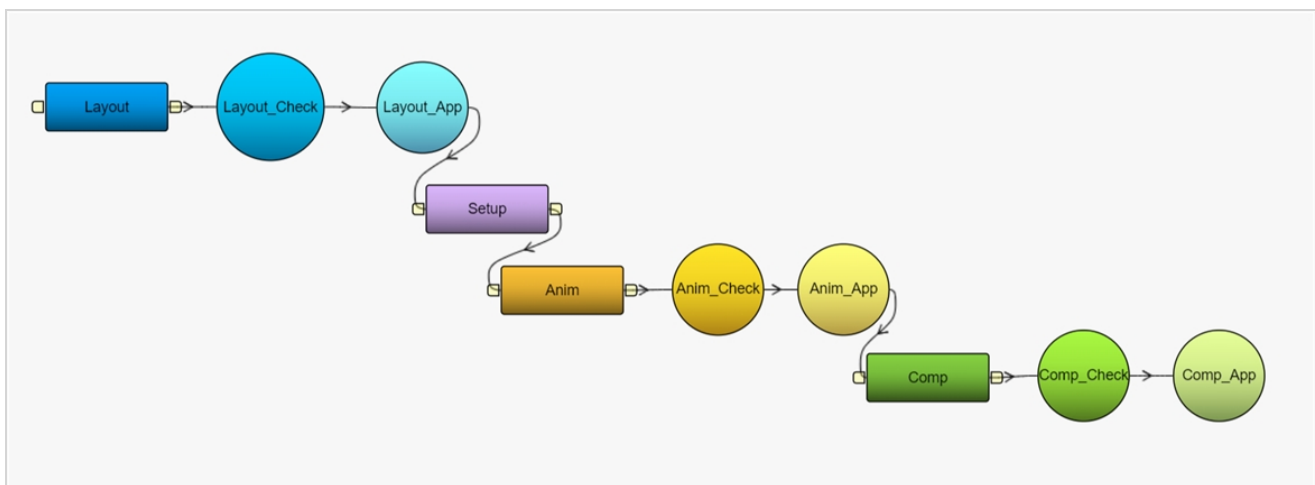 Layout
Layout_Check
Layout_App
Setup
Anim
Anim_Check
Anim_App
Comp
Comp_Check
Comp_App